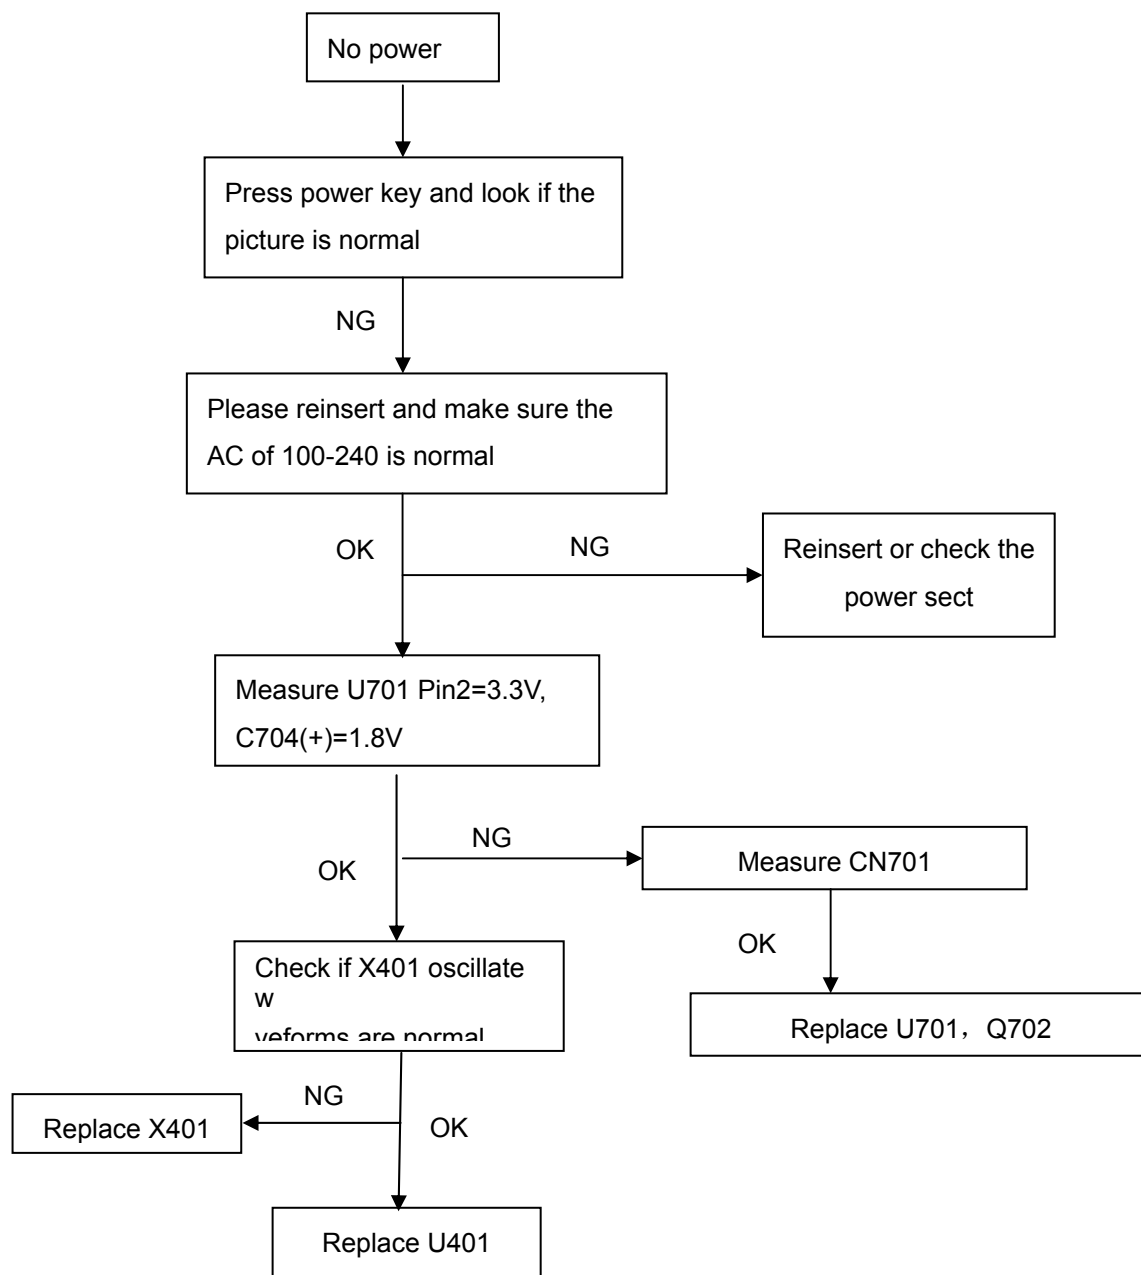 No power
Press power key and look if the
picture is normal
NG
Please reinsert and make sure the
AC of 100-240 is normal
OK
NG
Reinsert or check the
power sect
Measure U701 Pin2=3.3V,
C704(+)=1.8V
NG
OK
Measure CN701
OK
Check if X401 oscillate
w
veforms are normal
Replace U701，Q702
NG
OK
Replace X401
Replace U401